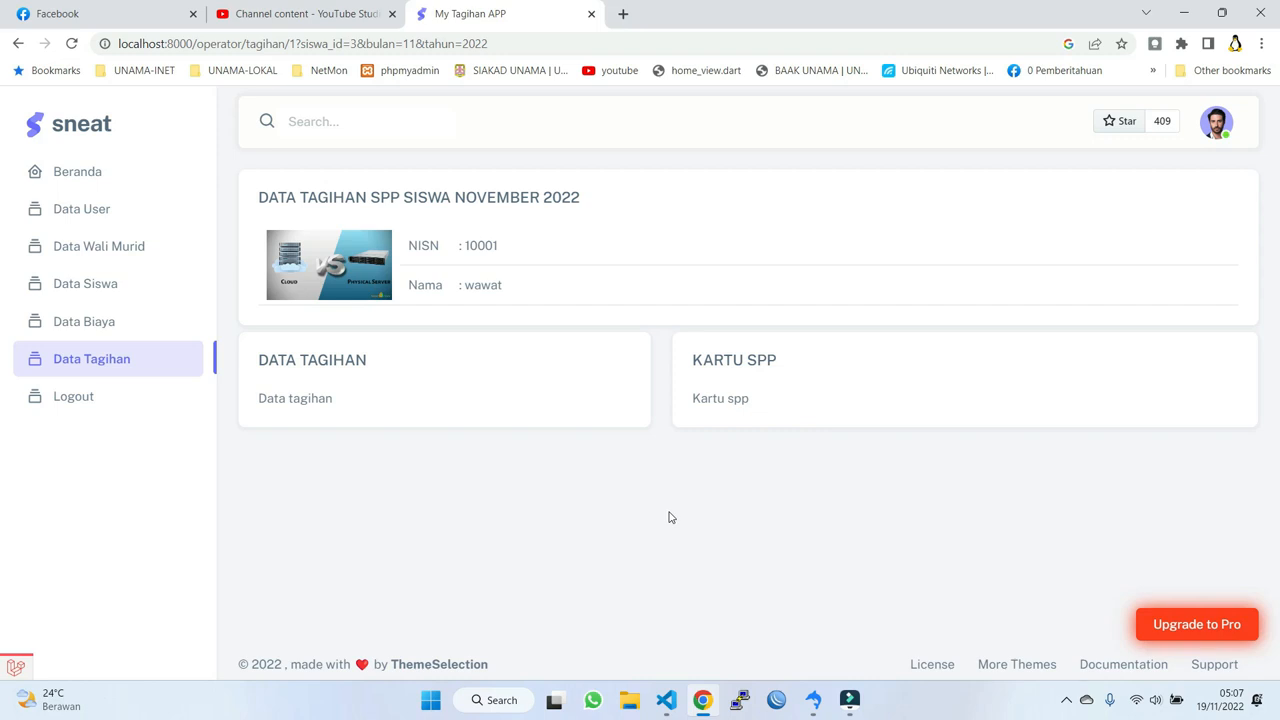 Facebook
Channel content - YouTube Stud
My Tagihan APP
localhost:8000/operator/tagihan/1?siswa_id=3&bulan=11&tahun=2022
Bookmarks
UNAMA-INET
UNAMA-LOKAL
NetMon
phpmyadmin
SIAKAD UNAMA | U...
youtube
home_view.dart
BAAK UNAMA | UN...
Ubiquiti Networks |...
0 Pemberitahuan
»
Other bookmarks
sneat
Beranda
Data User
Data Wali Murid
Data Siswa
Data Biaya
Data Tagihan
Logout
Search...
Star
409
DATA TAGIHAN SPP SISWA NOVEMBER 2022
CLOUD
VS
PHYSICAL SERVER
NISN : 10001
Nama : wawat
DATA TAGIHAN
Data tagihan
KARTU SPP
Kartu spp
Upgrade to Pro
© 2022 , made with ❤️ by ThemeSelection
License
More Themes
Documentation
Support
24°C
Berawan
Search
05:07
19/11/2022